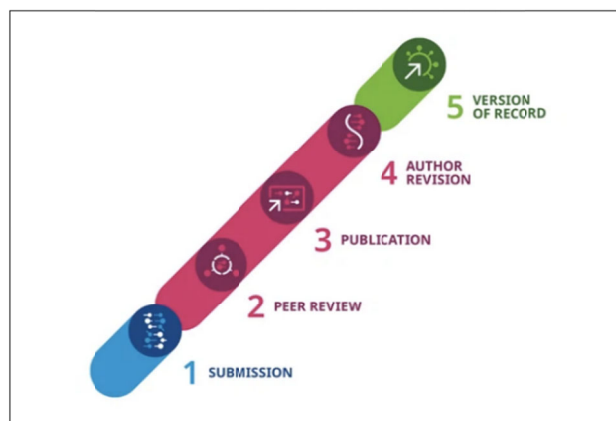 5 VERSION
OF RECORD
4 AUTHOR
REVISION
3 PUBLICATION
2 PEER REVIEW
1 SUBMISSION